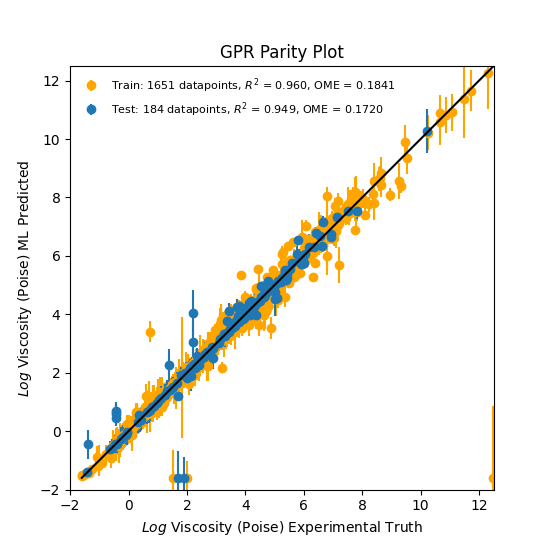 GPR Parity Plot
Train: 1651 datapoints, R² = 0.960, OME = 0.1841
Test: 184 datapoints, R² = 0.949, OME = 0.1720
Log Viscosity (Poise) ML Predicted
12
10
8
6
4
2
0
−2
−2 0 2 4 6 8 10 12
Log Viscosity (Poise) Experimental Truth